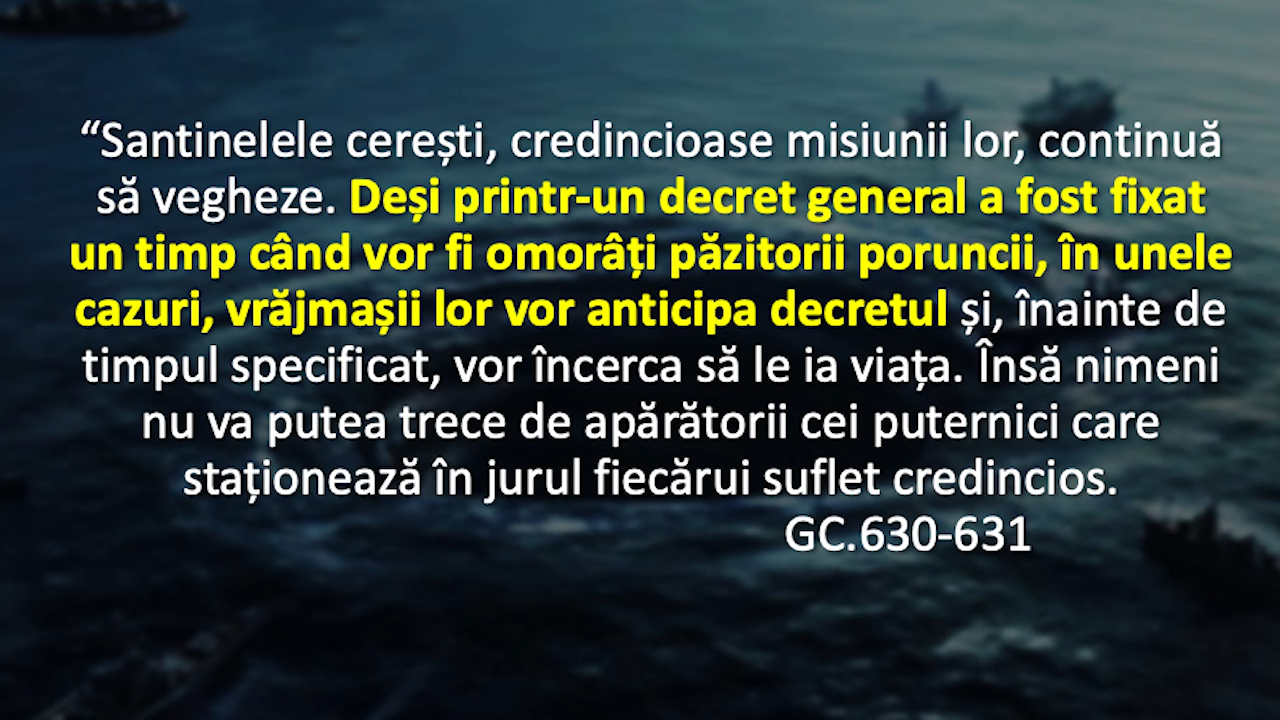 “Santinelele cerești, credincioase misiunii lor, continuă
să vegheze. Deși printr-un decret general a fost fixat
un timp când vor fi omorâți păzitorii poruncii, în unele
cazuri, vrăjmașii lor vor anticipa decretul și, înainte de
timpul specificat, vor încerca să le ia viața. Însă nimeni
nu va putea trece de apărătorii cei puternici care
staționează în jurul fiecărui suflet credincios.
GC.630-631